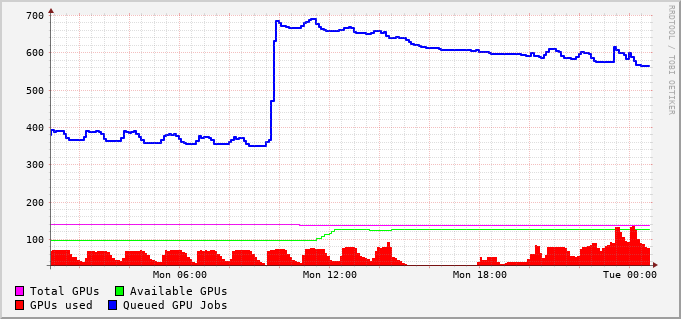 700
600
500
400
300
200
100
Mon 06:00 Mon 12:00 Mon 18:00 Tue 00:00
Total GPUs Available GPUs
GPUs used Queued GPU Jobs
RRDTOOL / TOBI OETIKER